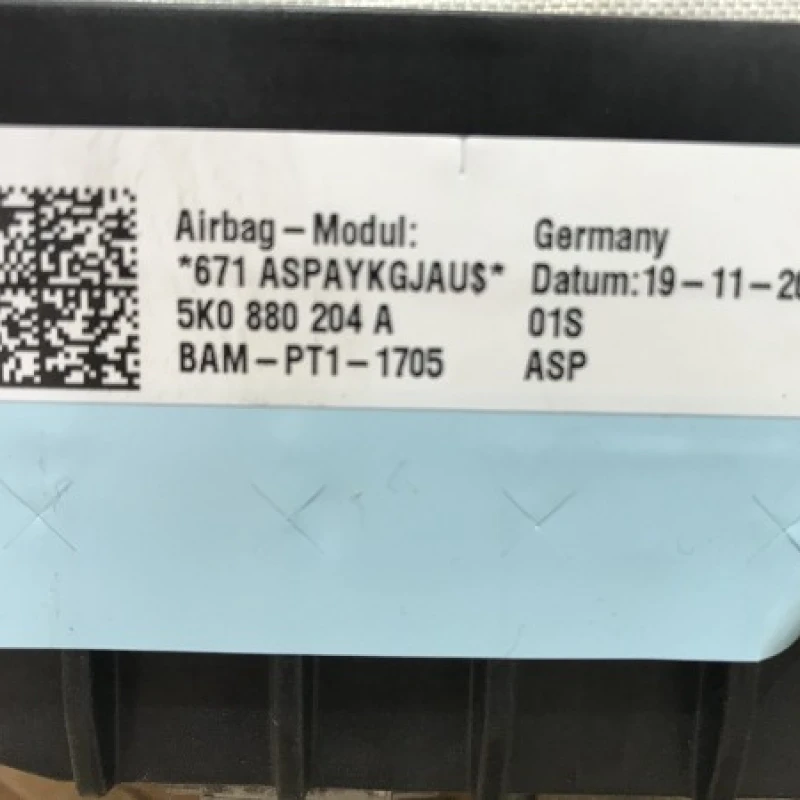 Airbag-Modul:
*671 ASPAYKGJAU$*
5K0 880 204 A
BAM-PT1-1705
Germany
Datum:19-11-20
01S
ASP